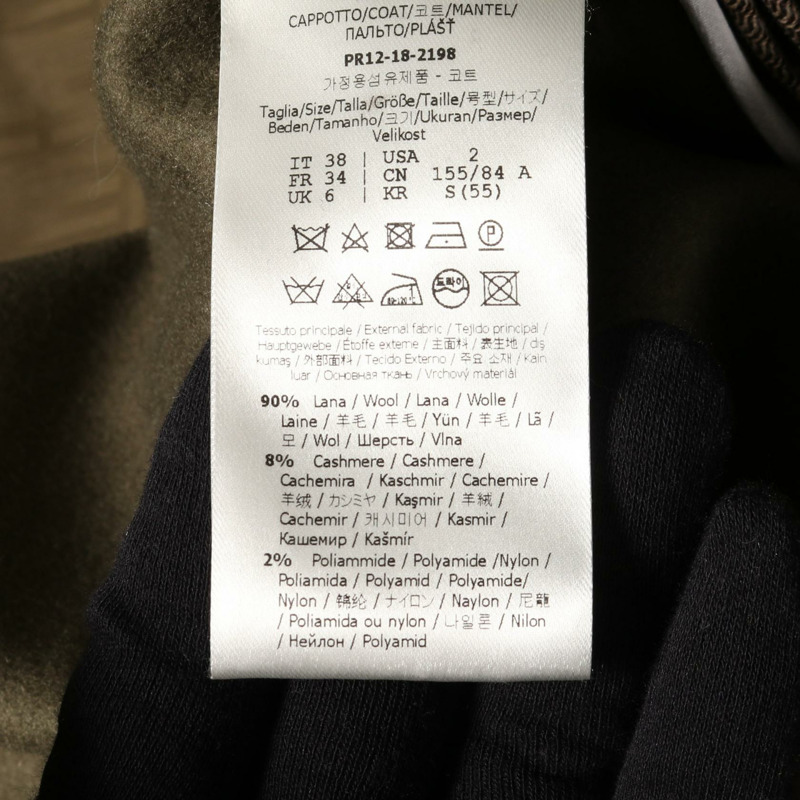 CAPPOTTO/COAT/코트/MANTEL/
ПАЛЬТО/PLÁŠŤ
PR12-18-2198
가정용섬유제품 - 코트
Taglia/Size/Talla/Größe/Taille/号型/サイズ/
Beden/Tamanho/크기/Ukuran/Размер/
Velikost
IT 38 | USA 2
FR 34 | CN 155/84 A
UK 6 | KR S(55)
P
80-120°C 드라이
Tessuto principale / External fabric / Tejido principal /
Hauptgewebe / Étoffe externe / 主面料 / 表生地 / dış
kumaş / 外部面料 / Tecido Externo / 주요 소재 / Kain
luar / Основная ткань / Vrchový materiál
90% Lana / Wool / Lana / Wolle /
Laine / 羊毛 / 羊毛 / Yün / 羊毛 / Lã /
모 / Wol / Шерсть / Vlna
8% Cashmere / Cashmere /
Cachemira / Kaschmir / Cachemire /
羊绒 / カシミヤ / Kaşmir / 羊絨 /
Cachemir / 캐시미어 / Kasmir /
Кашемир / Kašmír
2% Poliammide / Polyamide /Nylon /
Poliamida / Polyamid / Polyamide/
Nylon / 锦纶 / ナイロン / Naylon / 尼龍
/ Poliamida ou nylon / 나일론 / Nilon
/ Нейлон / Polyamid